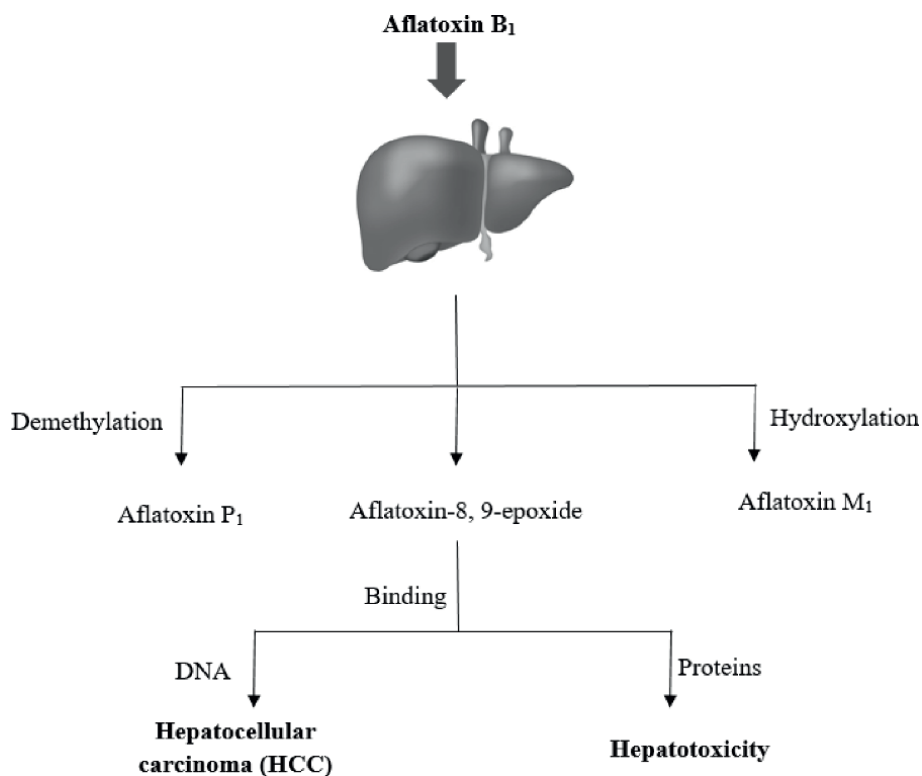 Aflatoxin B₁
Demethylation
Hydroxylation
Aflatoxin P₁
Aflatoxin-8, 9-epoxide
Aflatoxin M₁
Binding
DNA
Proteins
Hepatocellular
carcinoma (HCC)
Hepatotoxicity